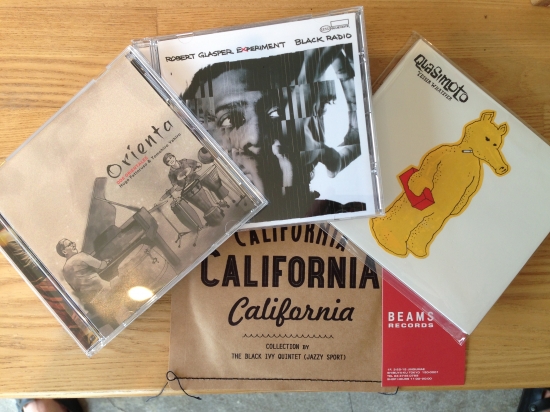 Orienta
ROBERT GLASPER EXPERIMENT BLACK RADIO
QUASIMOTO
CALIFORNIA
CALIFORNIA
California
COLLECTION BY
THE BLACK IVY QUINTET (JAZZY SPORT)
BEAMS
RECORDS